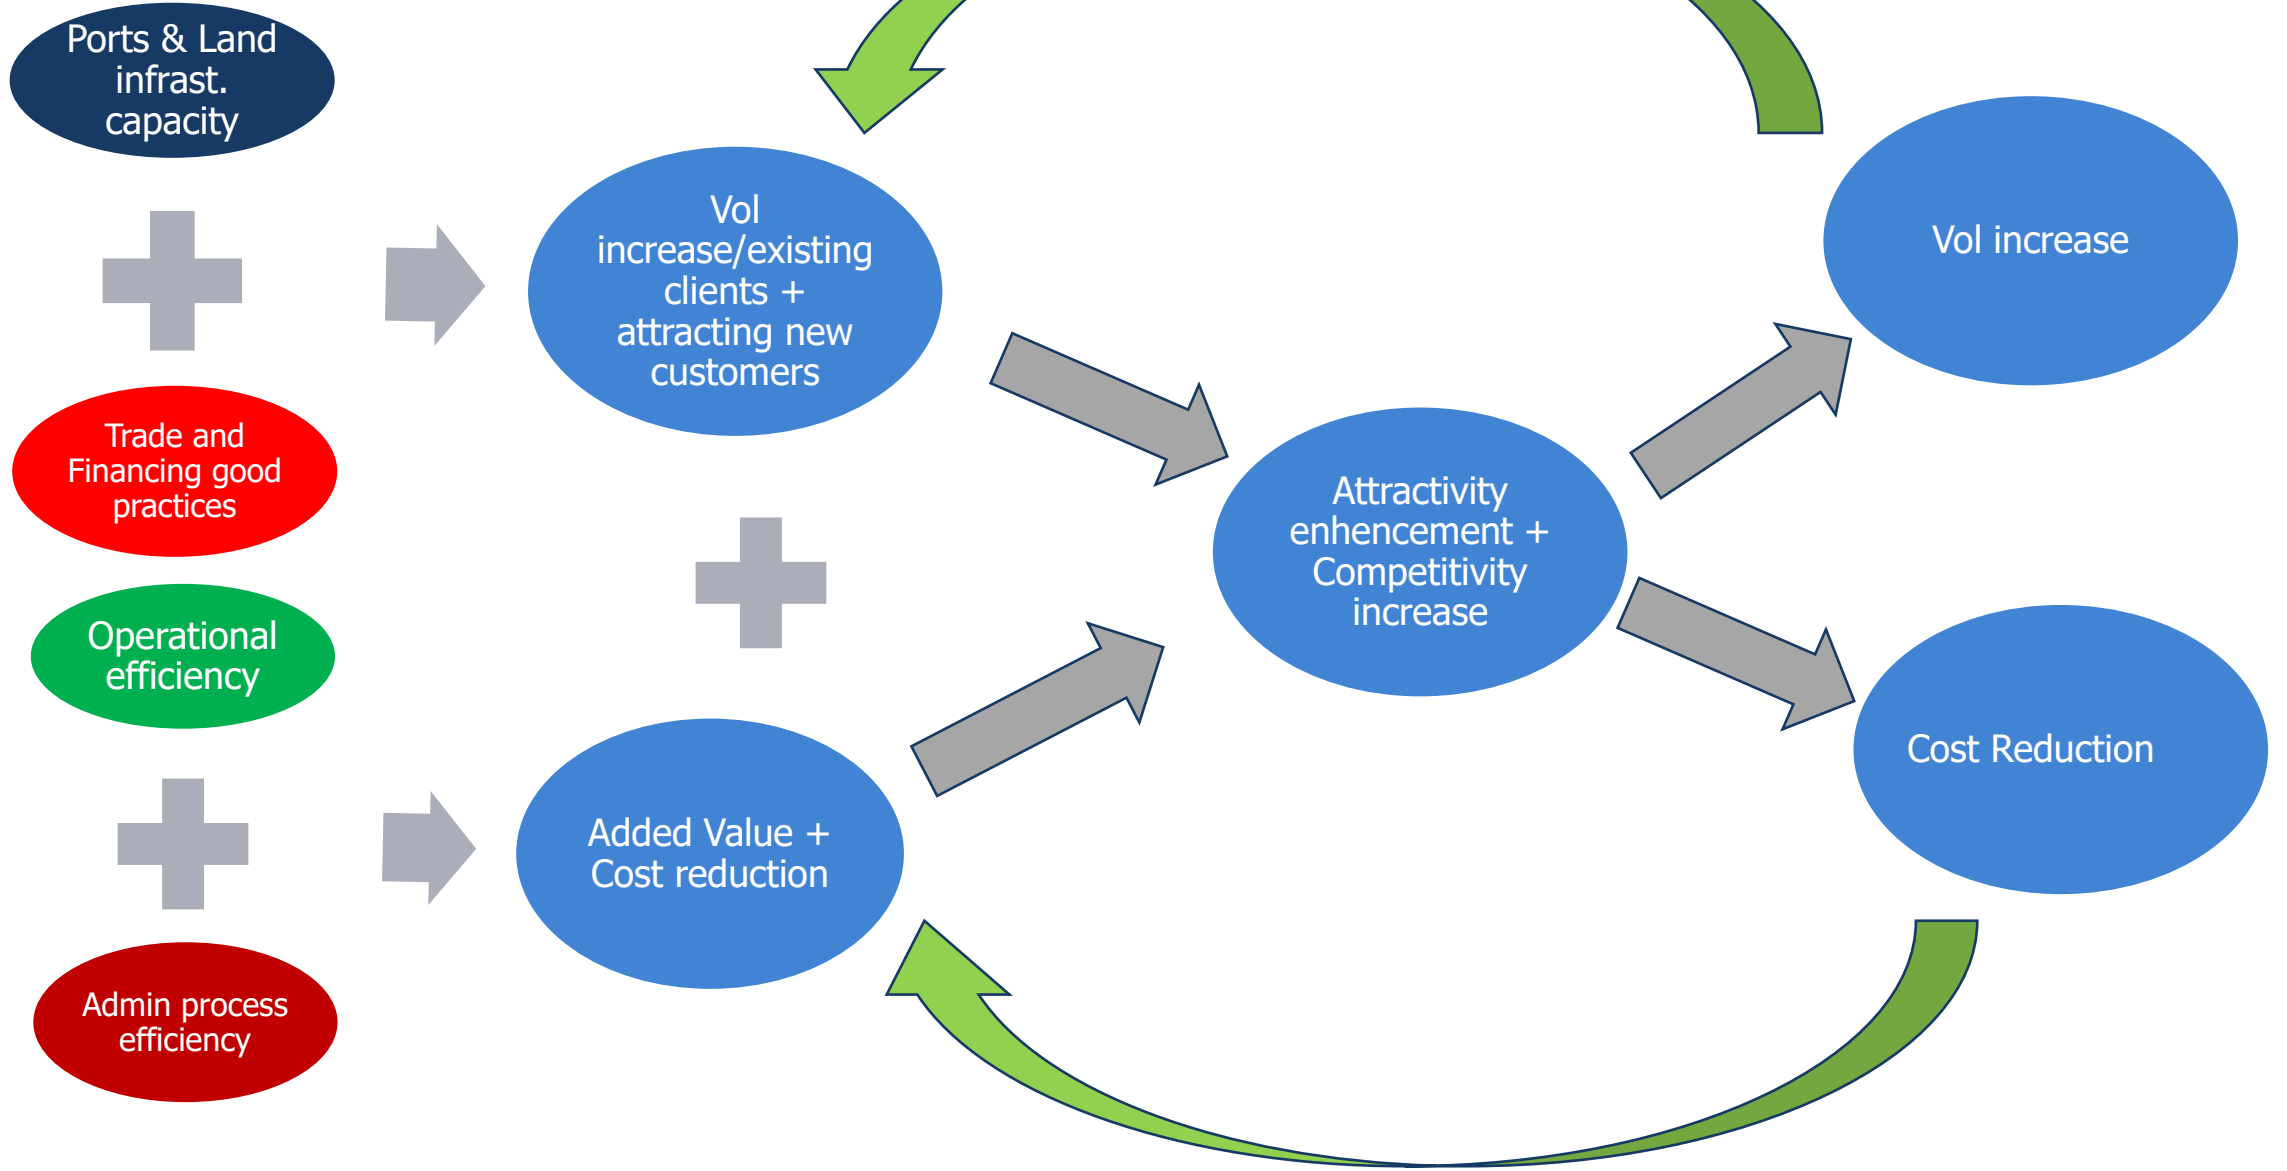 Ports & Land
infrast.
capacity
Trade and
Financing good
practices
Operational
efficiency
Admin process
efficiency
Vol
increase/existing
clients +
attracting new
customers
Added Value +
Cost reduction
Attractivity
enhencement +
Competitivity
increase
Vol increase
Cost Reduction